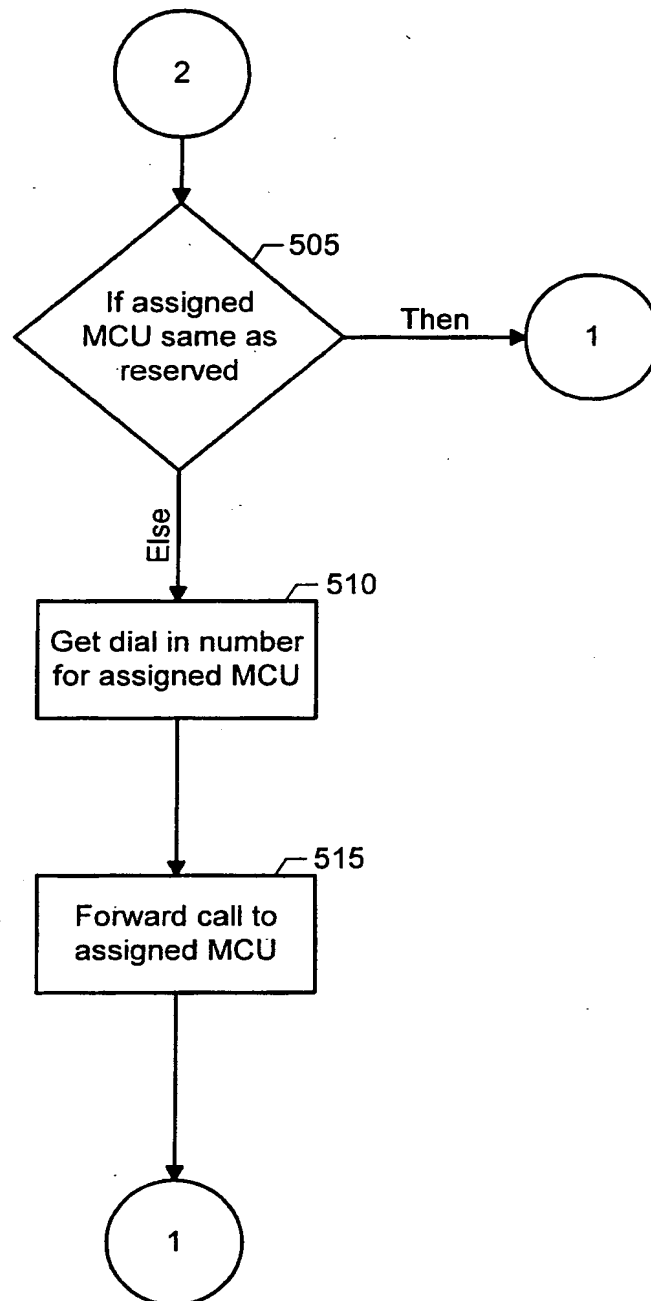 2
505
If assigned
MCU same as
reserved
Then
1
Else
510
Get dial in number
for assigned MCU
515
Forward call to
assigned MCU
1